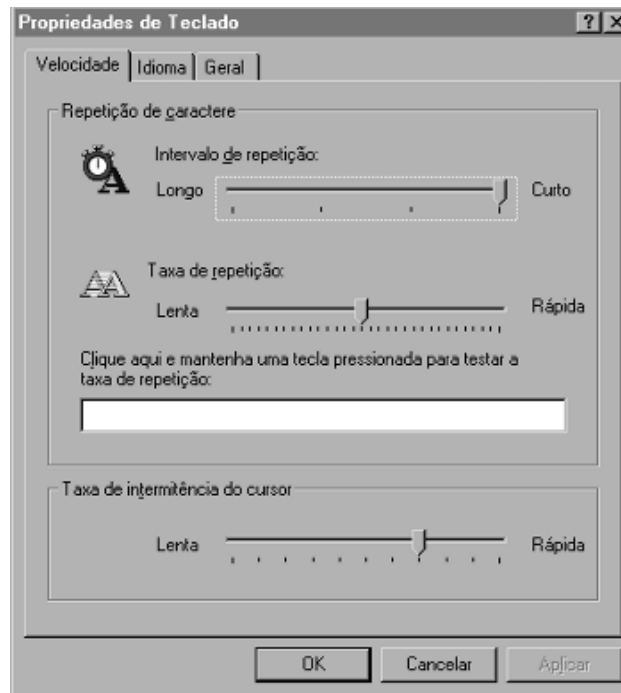 Propriedades de Teclado
Velocidade Idioma Geral
Repetição de caractere
Intervalo de repetição:
Longo Curto
Taxa de repetição:
Lenta Rápida
Clique aqui e mantenha uma tecla pressionada para testar a
taxa de repetição:
Taxa de intermitência do cursor
Lenta Rápida
OK Cancelar Aplicar